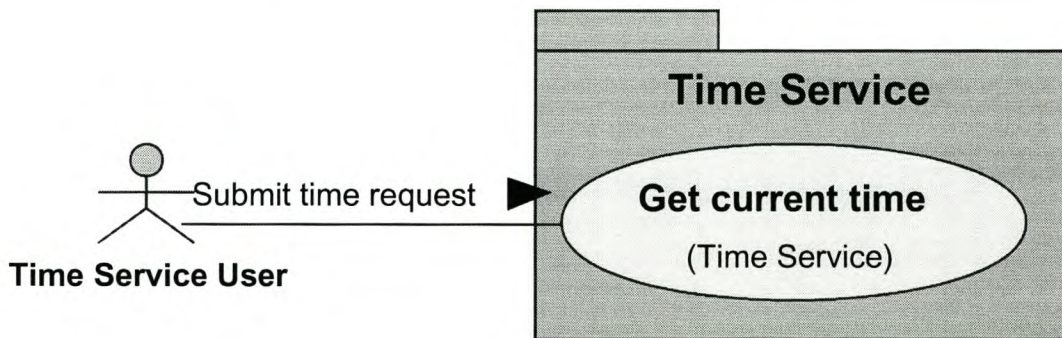 Time Service
Submit time request
Get current time
(Time Service)
Time Service User